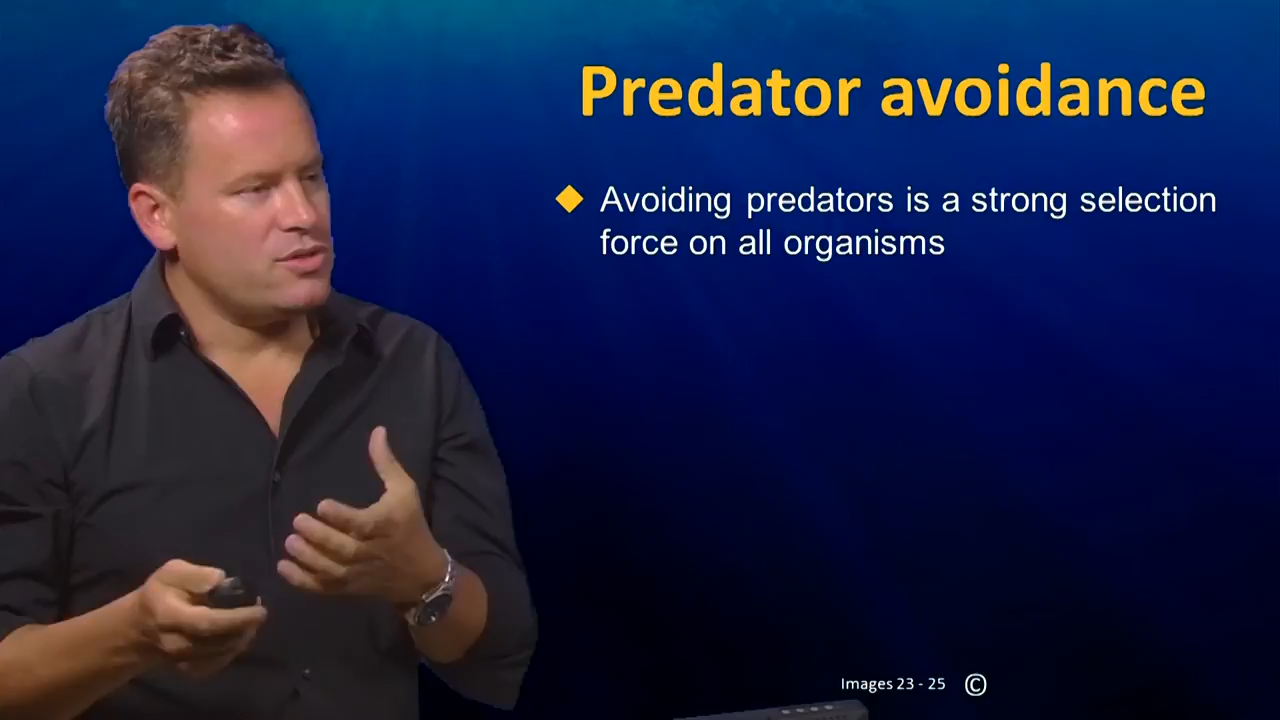 Predator avoidance
Avoiding predators is a strong selection
force on all organisms
Images 23 - 25 ©